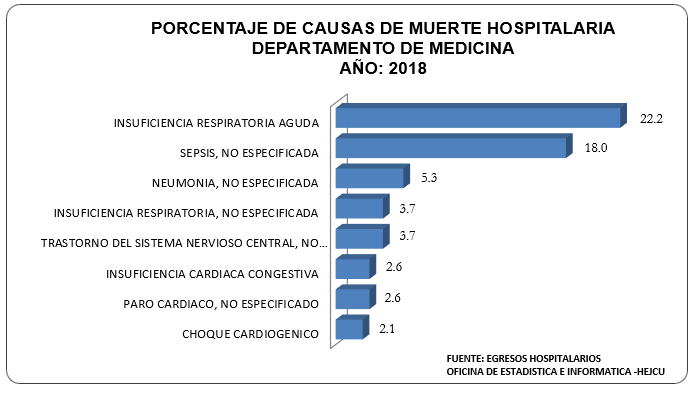 PORCENTAJE DE CAUSAS DE MUERTE HOSPITALARIA
DEPARTAMENTO DE MEDICINA
AÑO: 2018
INSUFICIENCIA RESPIRATORIA AGUDA 22.2
SEPSIS, NO ESPECIFICADA 18.0
NEUMONIA, NO ESPECIFICADA 5.3
INSUFICIENCIA RESPIRATORIA, NO ESPECIFICADA 3.7
TRASTORNO DEL SISTEMA NERVIOSO CENTRAL, NO... 3.7
INSUFICIENCIA CARDIACA CONGESTIVA 2.6
PARO CARDIACO, NO ESPECIFICADO 2.6
CHOQUE CARDIOGENICO 2.1
FUENTE: EGRESOS HOSPITALARIOS
OFICINA DE ESTADISTICA E INFORMATICA -HEJCU